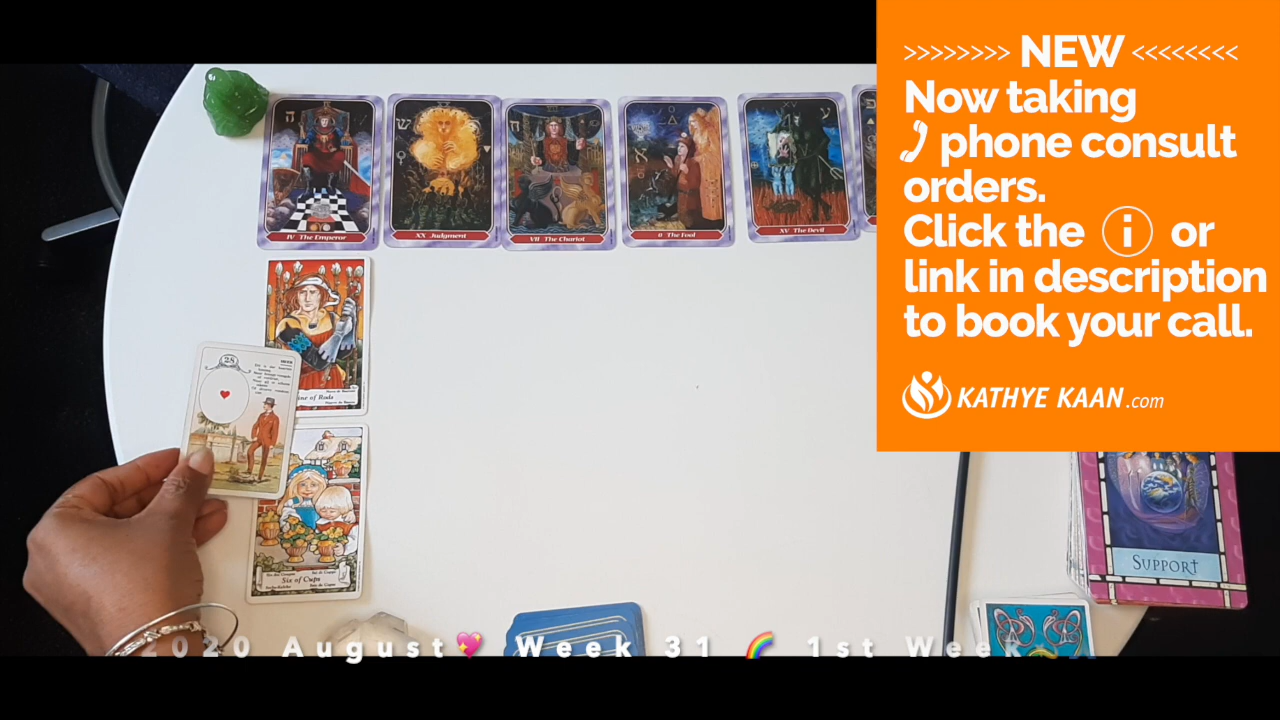 >>>>>>>> NEW <<<<<<<<
Now taking
phone consult
orders.
Click the i or
link in description
to book your call.
KATHYE KAAN.com
IV The Emperor
XX Judgment
VII The Chariot
0 The Fool
XV The Devil
ה
ש
ח
א
XV
ע
of Rods
28
Six of Cups
SUPPORT
2020 August💖 Week 31 🌈 1st Week